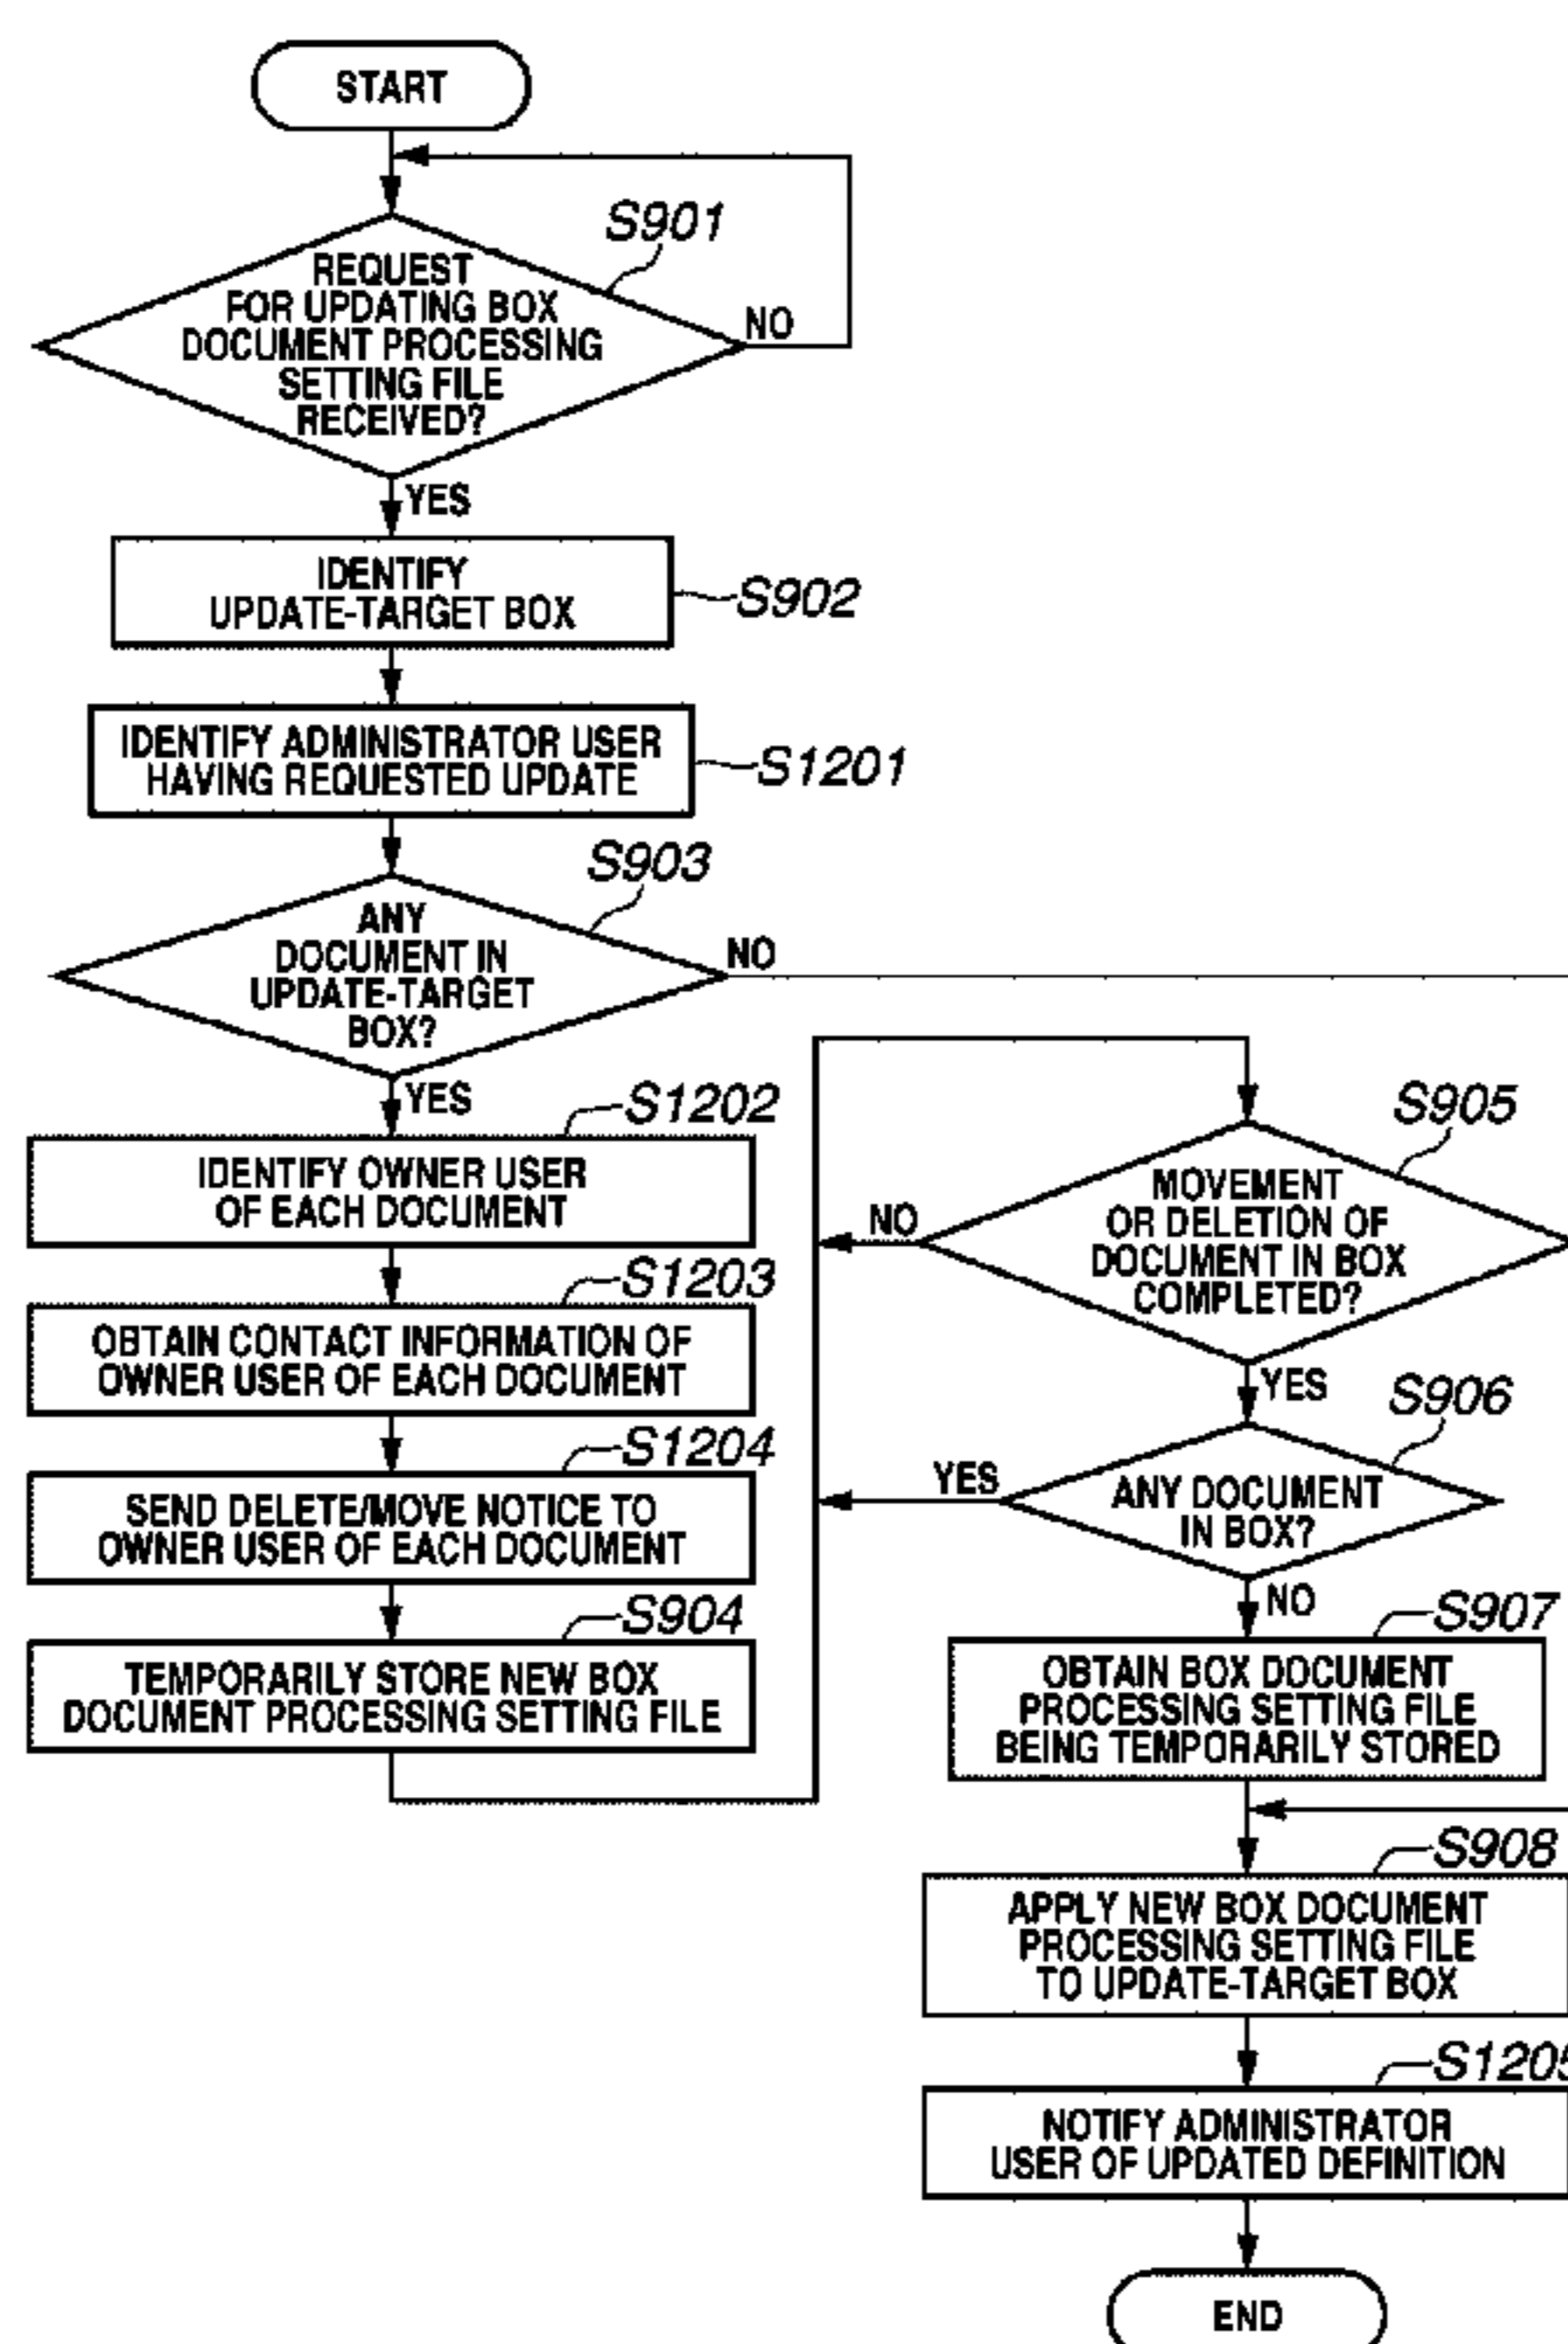 START
S901
REQUEST
FOR UPDATING BOX
DOCUMENT PROCESSING
SETTING FILE
RECEIVED?
NO
YES
IDENTIFY
UPDATE-TARGET BOX
S902
IDENTIFY ADMINISTRATOR USER
HAVING REQUESTED UPDATE
S1201
S903
ANY
DOCUMENT IN
UPDATE-TARGET
BOX?
NO
YES
S1202
IDENTIFY OWNER USER
OF EACH DOCUMENT
S1203
OBTAIN CONTACT INFORMATION OF
OWNER USER OF EACH DOCUMENT
S1204
SEND DELETE/MOVE NOTICE TO
OWNER USER OF EACH DOCUMENT
S904
TEMPORARILY STORE NEW BOX
DOCUMENT PROCESSING SETTING FILE
S905
MOVEMENT
OR DELETION OF
DOCUMENT IN BOX
COMPLETED?
NO
YES
S906
ANY DOCUMENT
IN BOX?
YES
NO
S907
OBTAIN BOX DOCUMENT
PROCESSING SETTING FILE
BEING TEMPORARILY STORED
S908
APPLY NEW BOX DOCUMENT
PROCESSING SETTING FILE
TO UPDATE-TARGET BOX
S1205
NOTIFY ADMINISTRATOR
USER OF UPDATED DEFINITION
END